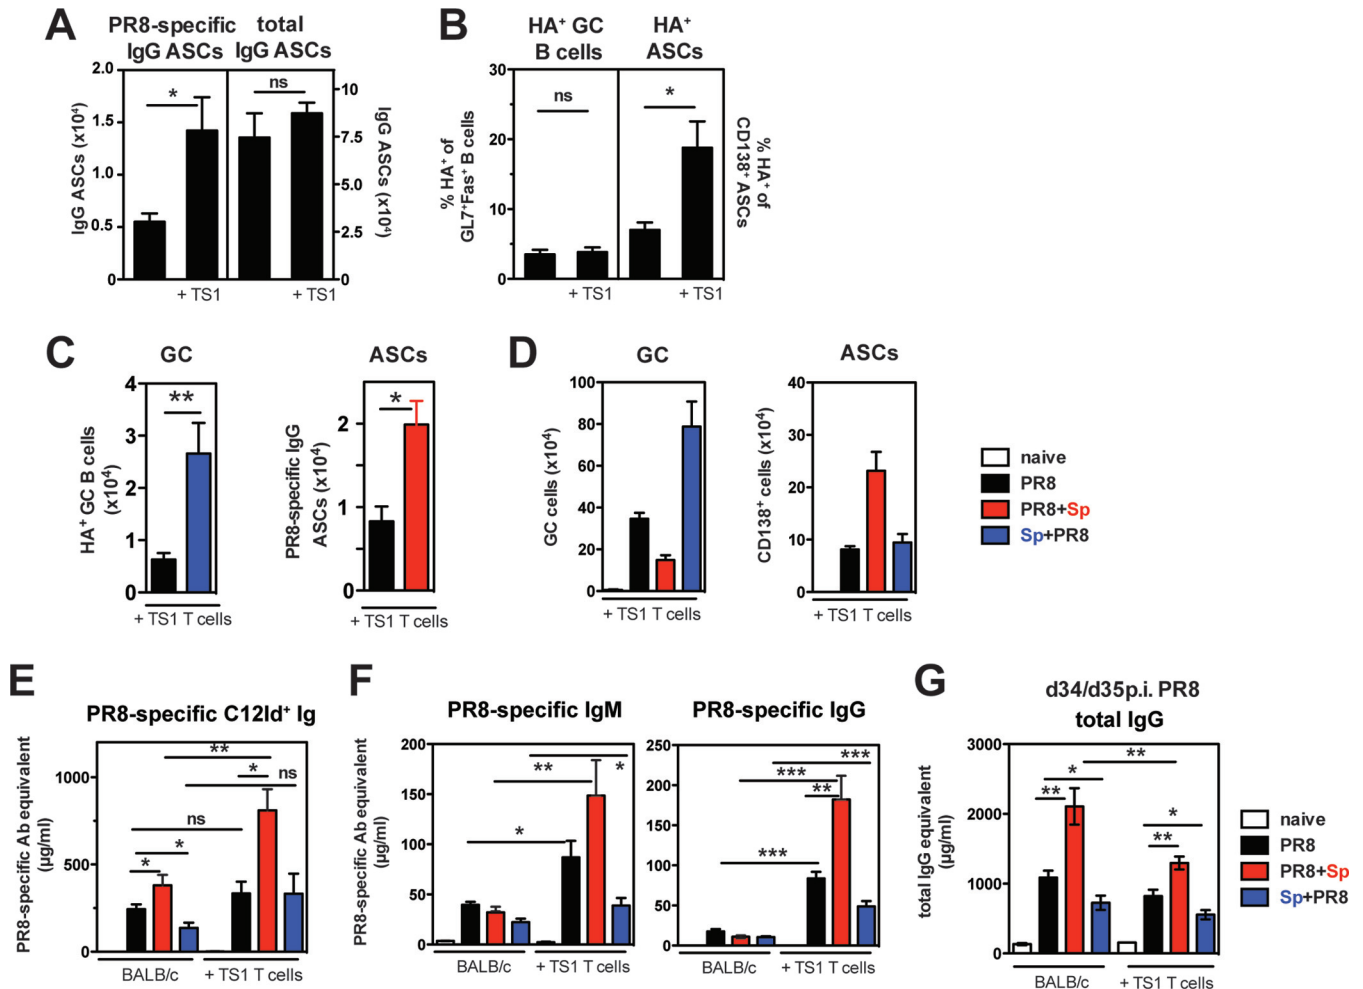 A
PR8-specific
IgG ASCs
total
IgG ASCs
IgG ASCs (x10⁴)
2.0
1.5
1.0
0.5
0
*
ns
10
7.5
5.0
2.5
0
IgG ASCs (x10⁴)
+ TS1
+ TS1
B
HA⁺ GC
B cells
HA⁺
ASCs
% HA⁺ of
GL7⁺Fas⁺ B cells
30
20
10
0
ns
*
% HA⁺ of
CD138⁺ ASCs
+ TS1
+ TS1
C
GC
HA⁺ GC B cells
(x10⁴)
4
3
2
1
0
**
+ TS1 T cells
ASCs
PR8-specific IgG
ASCs (x10⁴)
2
1
0
*
+ TS1 T cells
D
GC
GC cells (x10⁴)
100
80
60
40
20
0
+ TS1 T cells
ASCs
CD138⁺ cells (x10⁴)
40
30
20
10
0
+ TS1 T cells
naive
PR8
PR8+Sp
Sp+PR8
E
PR8-specific C12Id⁺ Ig
PR8-specific Ab equivalent
(µg/ml)
1000
500
0
**
*
ns
ns
*
*
BALB/c
+ TS1 T cells
F
PR8-specific IgM
PR8-specific Ab equivalent
(µg/ml)
200
150
100
50
0
**
*
*
BALB/c
+ TS1 T cells
PR8-specific IgG
250
200
150
100
50
0
***
***
**
***
BALB/c
+ TS1 T cells
G
d34/d35p.i. PR8
total IgG
total IgG equivalent
(µg/ml)
3000
2000
1000
0
**
*
**
*
**
BALB/c
+ TS1 T cells
naive
PR8
PR8+Sp
Sp+PR8